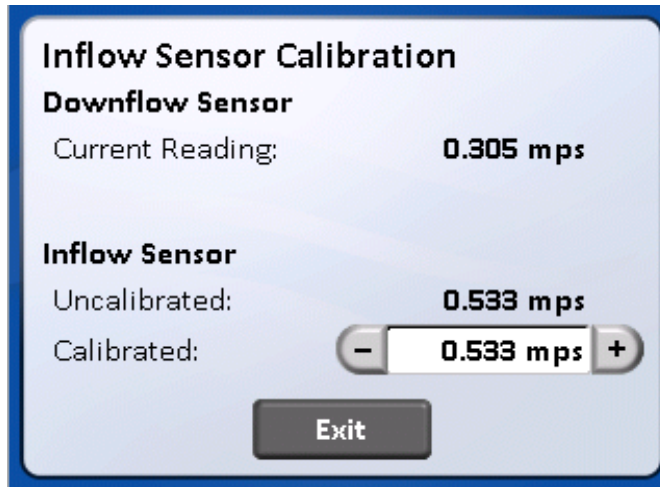 Inflow Sensor Calibration
Downflow Sensor
Current Reading: 0.305 mps
Inflow Sensor
Uncalibrated: 0.533 mps
Calibrated: − 0.533 mps +
Exit